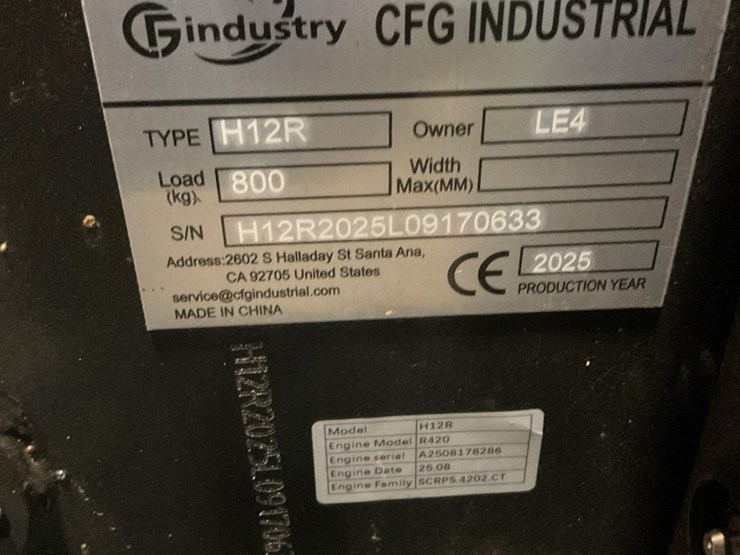 industry CFG INDUSTRIAL
TYPE H12R Owner LE4
Load (kg) 800 Width Max(MM)
S/N H12R2025L09170633
Address:2602 S Halladay St Santa Ana,
CA 92705 United States
service@cfgindustrial.com
MADE IN CHINA
CE 2025
PRODUCTION YEAR
Model H12R
Engine Model R420
Engine serial A2508178286
Engine Date 25.08
Engine Family SCRPS.4202.CT
H12R2025L091706